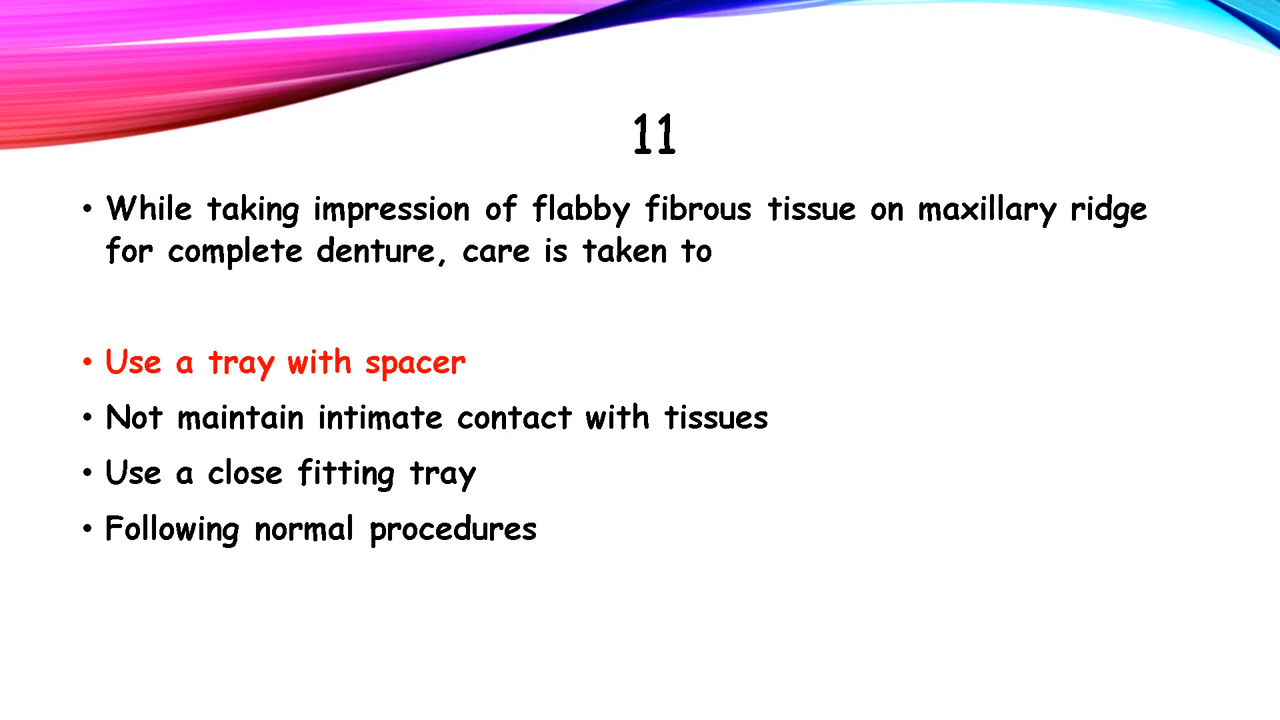 11
• While taking impression of flabby fibrous tissue on maxillary ridge
for complete denture, care is taken to
• Use a tray with spacer
• Not maintain intimate contact with tissues
• Use a close fitting tray
• Following normal procedures